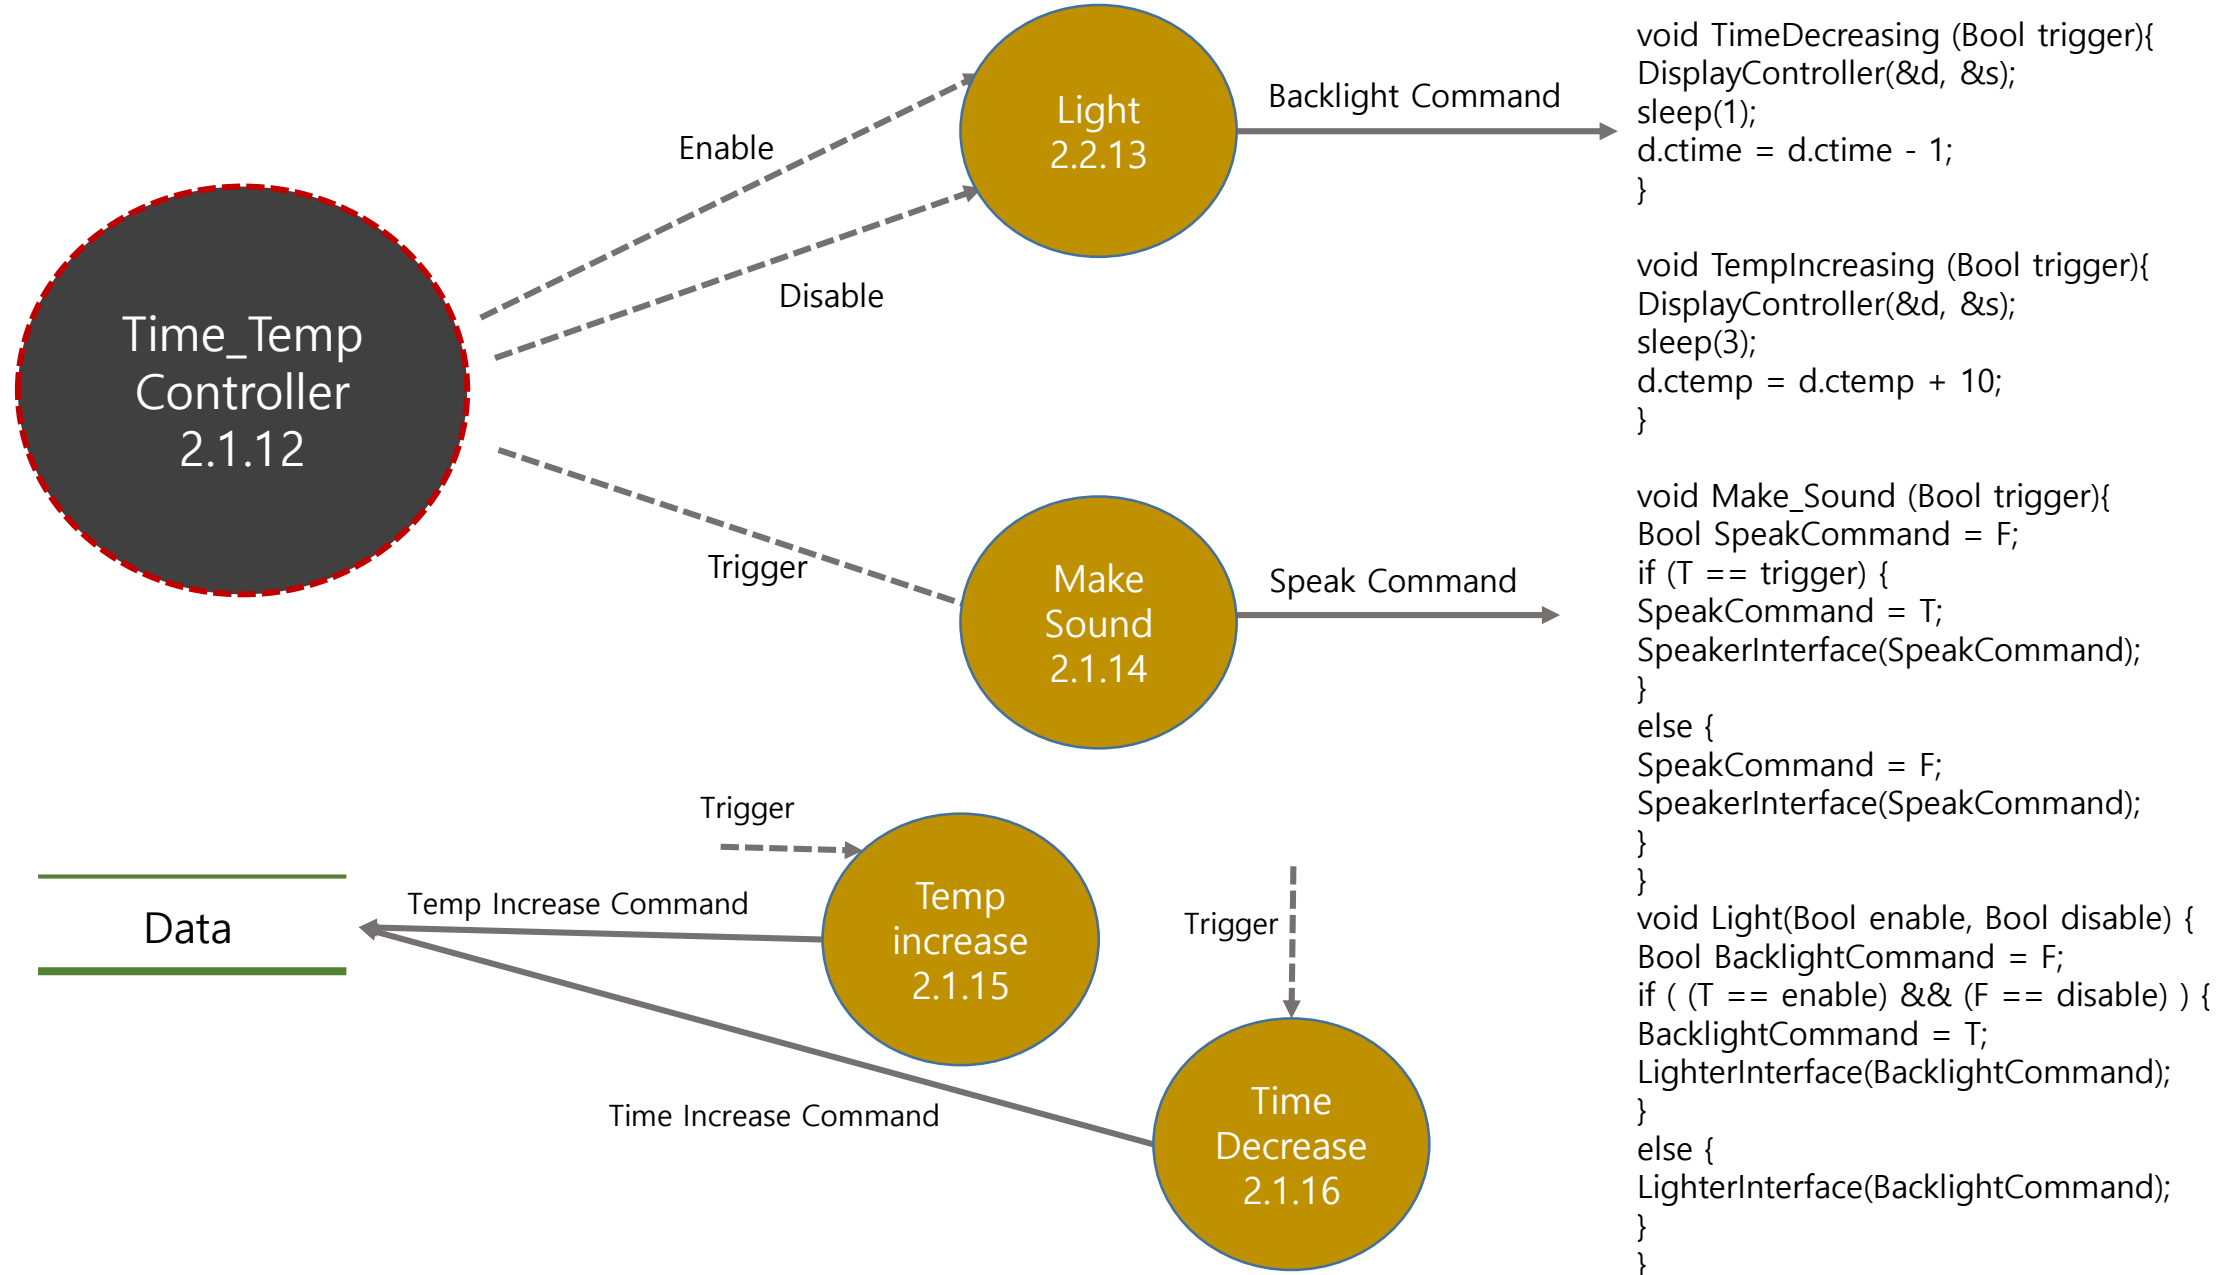 Time_Temp
Controller
2.1.12
Enable
Disable
Trigger
Light
2.2.13
Backlight Command
Make
Sound
2.1.14
Speak Command
Trigger
Temp
increase
2.1.15
Temp Increase Command
Data
Trigger
Time
Decrease
2.1.16
Time Increase Command
void TimeDecreasing (Bool trigger){
DisplayController(&d, &s);
sleep(1);
d.ctime = d.ctime - 1;
}
void TempIncreasing (Bool trigger){
DisplayController(&d, &s);
sleep(3);
d.ctemp = d.ctemp + 10;
}
void Make_Sound (Bool trigger){
Bool SpeakCommand = F;
if (T == trigger) {
SpeakCommand = T;
SpeakerInterface(SpeakCommand);
}
else {
SpeakCommand = F;
SpeakerInterface(SpeakCommand);
}
}
void Light(Bool enable, Bool disable) {
Bool BacklightCommand = F;
if ( (T == enable) && (F == disable) ) {
BacklightCommand = T;
LighterInterface(BacklightCommand);
}
else {
LighterInterface(BacklightCommand);
}
}